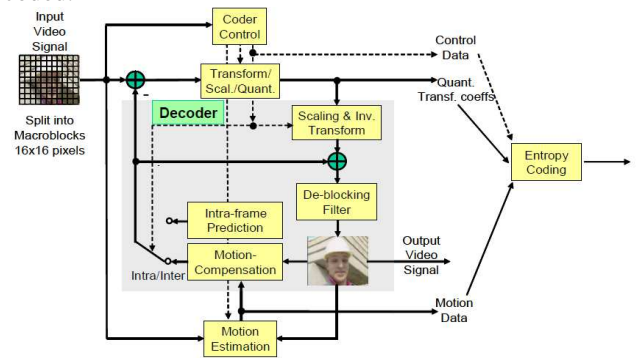 Input
Video
Signal
Coder
Control
Control
Data
Transform/
Scal./Quant.
-
Quant.
Transf. coeffs
Split into
Macroblocks
16x16 pixels
Decoder
Scaling & Inv.
Transform
Entropy
Coding
De-blocking
Filter
Intra-frame
Prediction
Output
Video
Signal
Motion-
Compensation
Intra/Inter
Motion
Data
Motion
Estimation